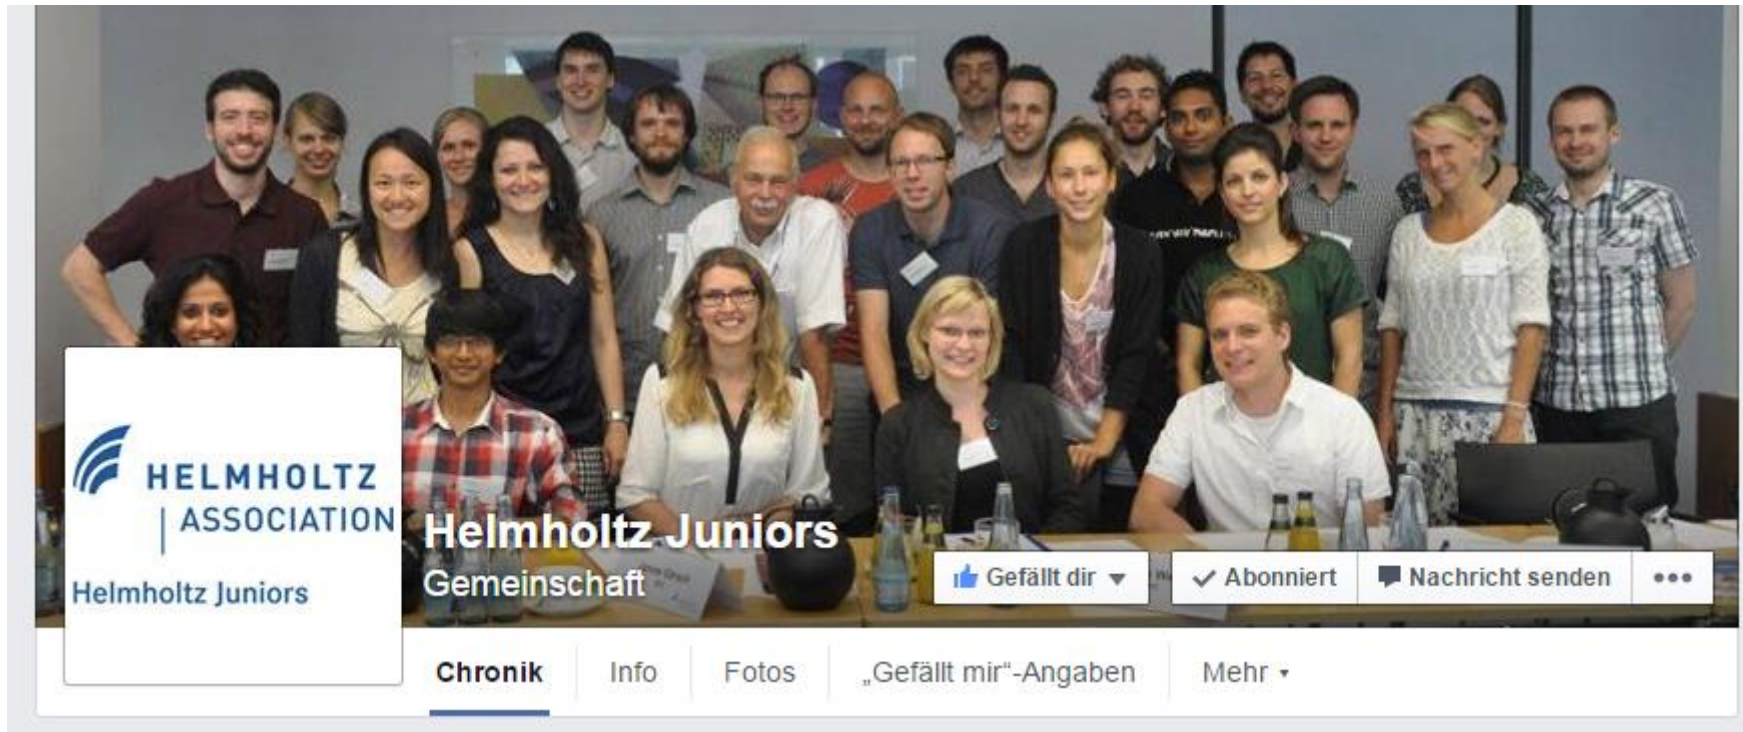 HELMHOLTZ
ASSOCIATION
Helmholtz Juniors
Helmholtz Juniors
Gemeinschaft
Gefällt dir
Abonniert
Nachricht senden
Chronik
Info
Fotos
„Gefällt mir“-Angaben
Mehr